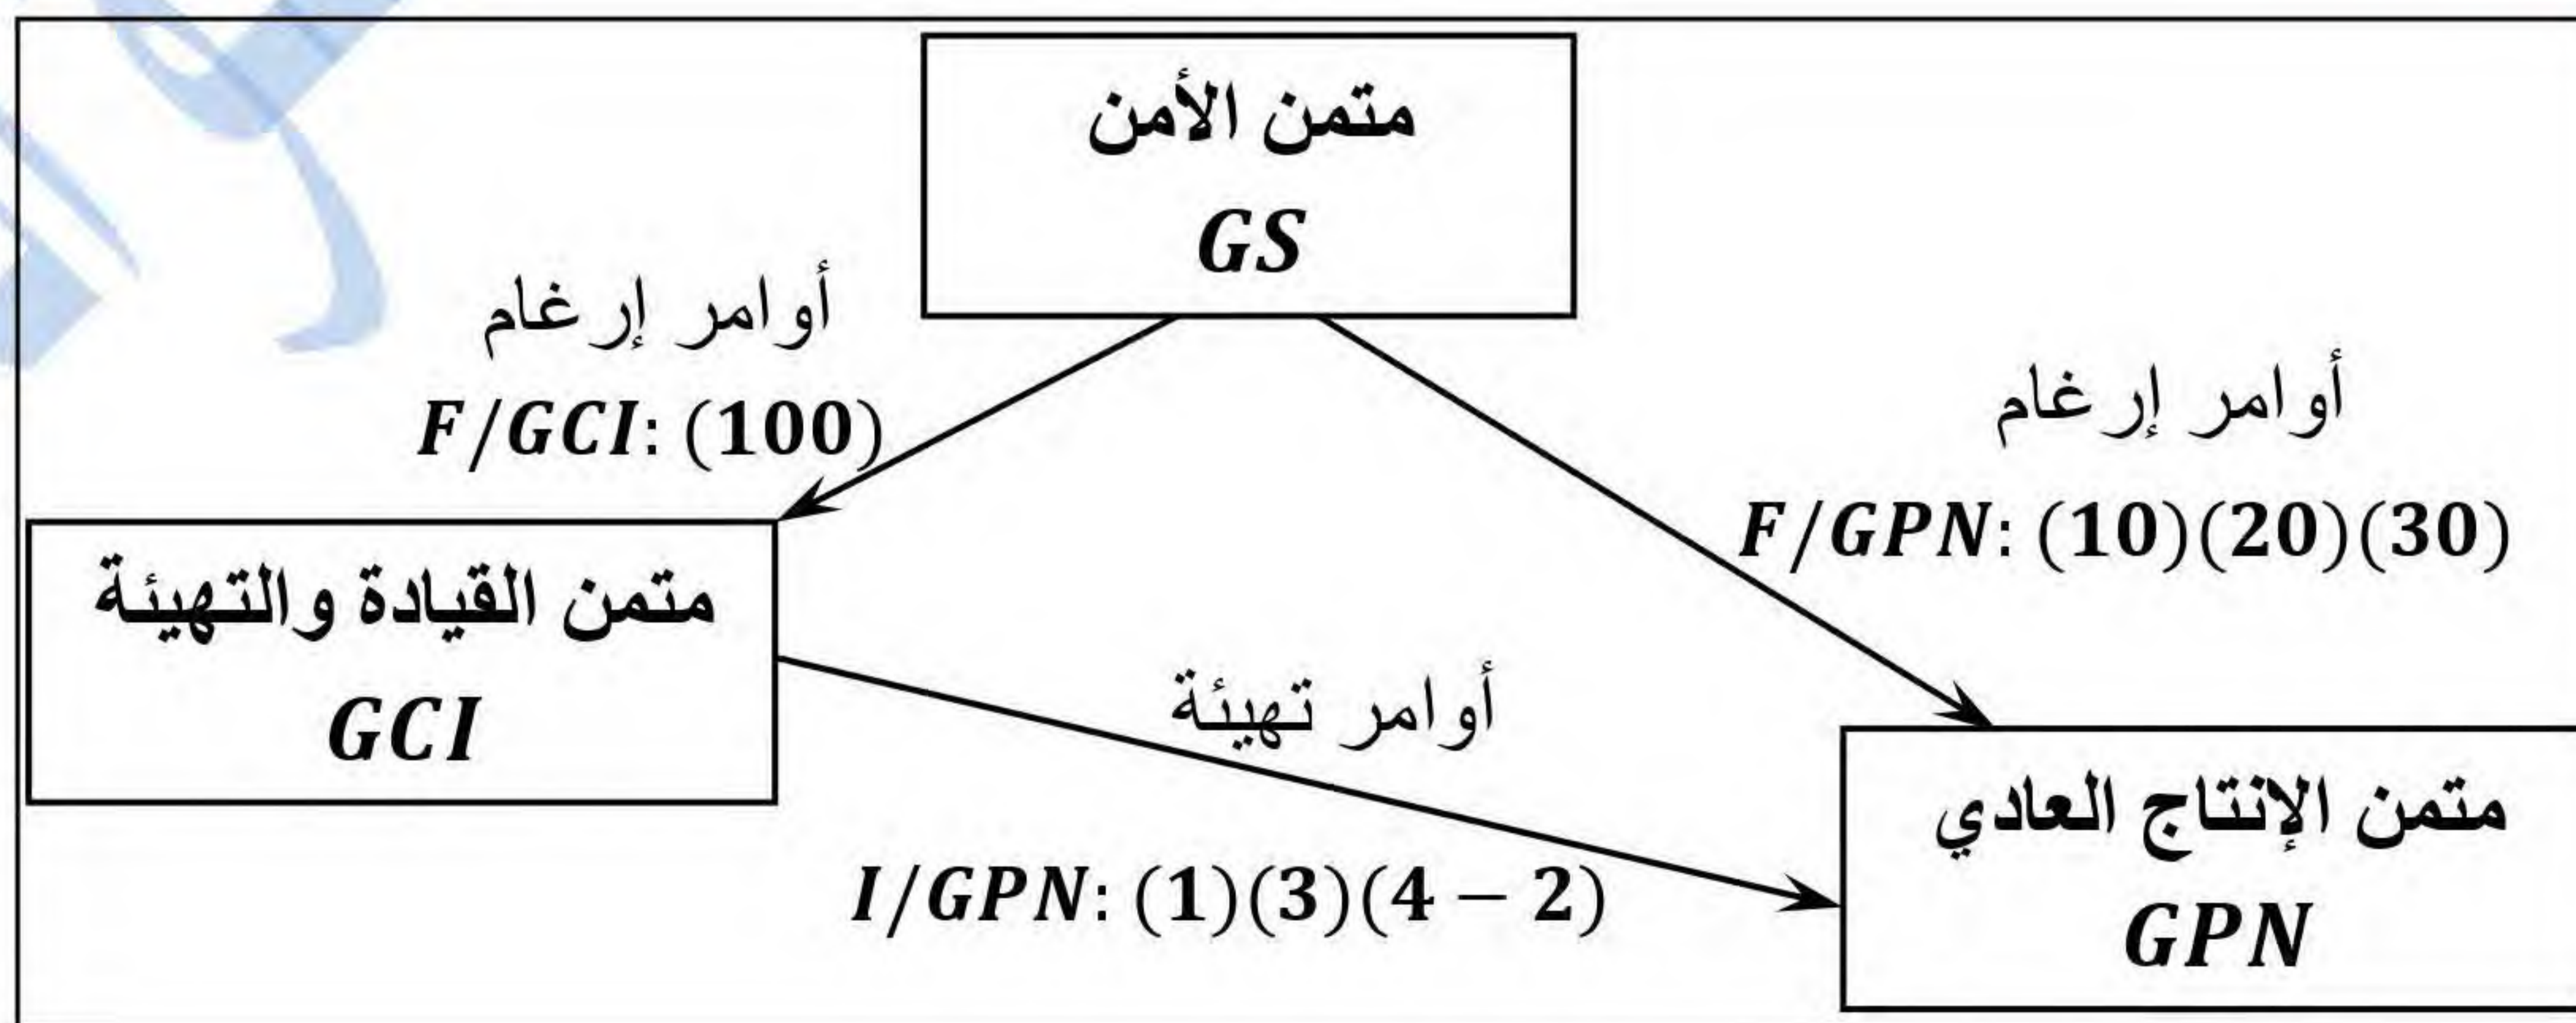 متمن الأمن
GS
أوامر إرغام
F/GCI: (100)
أوامر إرغام
F/GPN: (10)(20)(30)
متمن القيادة والتهيئة
GCI
أوامر تهيئة
I/GPN: (1)(3)(4 − 2)
متمن الإنتاج العادي
GPN